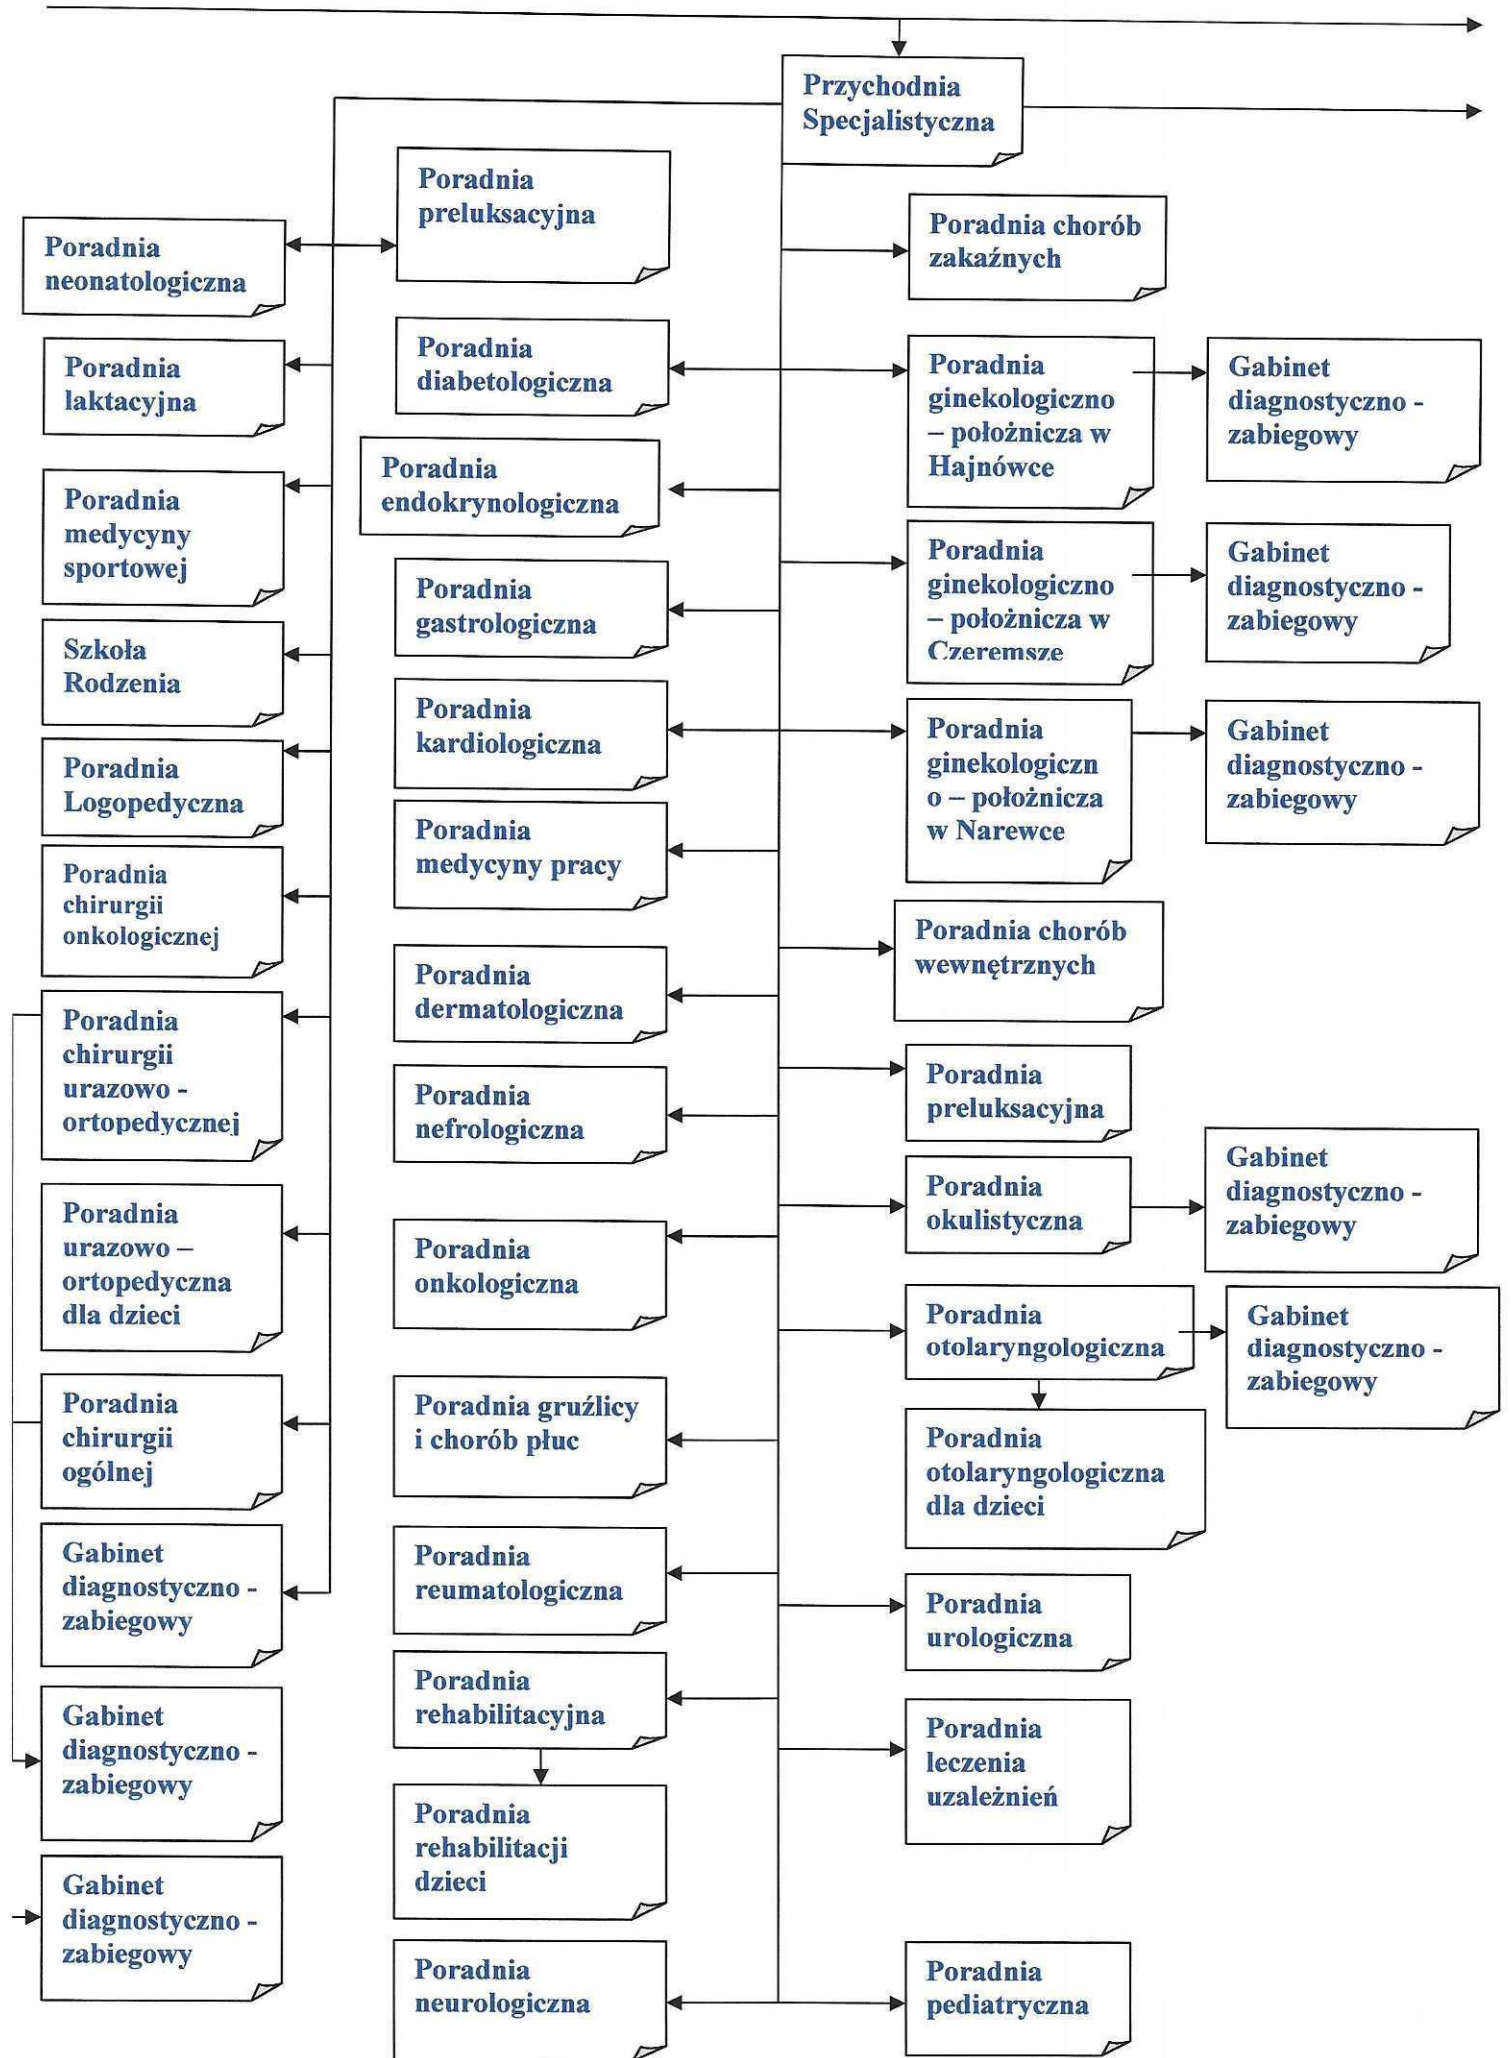 Przychodnia
Specjalistyczna
Poradnia
preluksacyjna
Poradnia
neonatologiczna
Poradnia chorób
zakaźnych
Poradnia
laktacyjna
Poradnia
diabetologiczna
Poradnia
ginekologiczno
– położnicza w
Hajnówce
Gabinet
diagnostyczno -
zabiegowy
Poradnia
medycyny
sportowej
Poradnia
endokrynologiczna
Poradnia
gastrologiczna
Poradnia
ginekologiczno
– położnicza w
Czeremsze
Gabinet
diagnostyczno -
zabiegowy
Szkoła
Rodzenia
Poradnia
kardiologiczna
Poradnia
ginekologiczn
o – położnicza
w Narewce
Gabinet
diagnostyczno -
zabiegowy
Poradnia
Logopedyczna
Poradnia
medycyny pracy
Poradnia
chirurgii
onkologicznej
Poradnia chorób
wewnętrznych
Poradnia
dermatologiczna
Poradnia
chirurgii
urazowo -
ortopedycznej
Poradnia
nefrologiczna
Poradnia
preluksacyjna
Poradnia
okulistyczna
Gabinet
diagnostyczno -
zabiegowy
Poradnia
urazowo –
ortopedyczna
dla dzieci
Poradnia
onkologiczna
Poradnia
otolaryngologiczna
Gabinet
diagnostyczno -
zabiegowy
Poradnia
chirurgii
ogólnej
Poradnia gruźlicy
i chorób płuc
Poradnia
otolaryngologiczna
dla dzieci
Gabinet
diagnostyczno -
zabiegowy
Poradnia
reumatologiczna
Poradnia
urologiczna
Gabinet
diagnostyczno -
zabiegowy
Poradnia
rehabilitacyjna
Poradnia
leczenia
uzależnień
Poradnia
rehabilitacji
dzieci
Gabinet
diagnostyczno -
zabiegowy
Poradnia
neurologiczna
Poradnia
pediatryczna